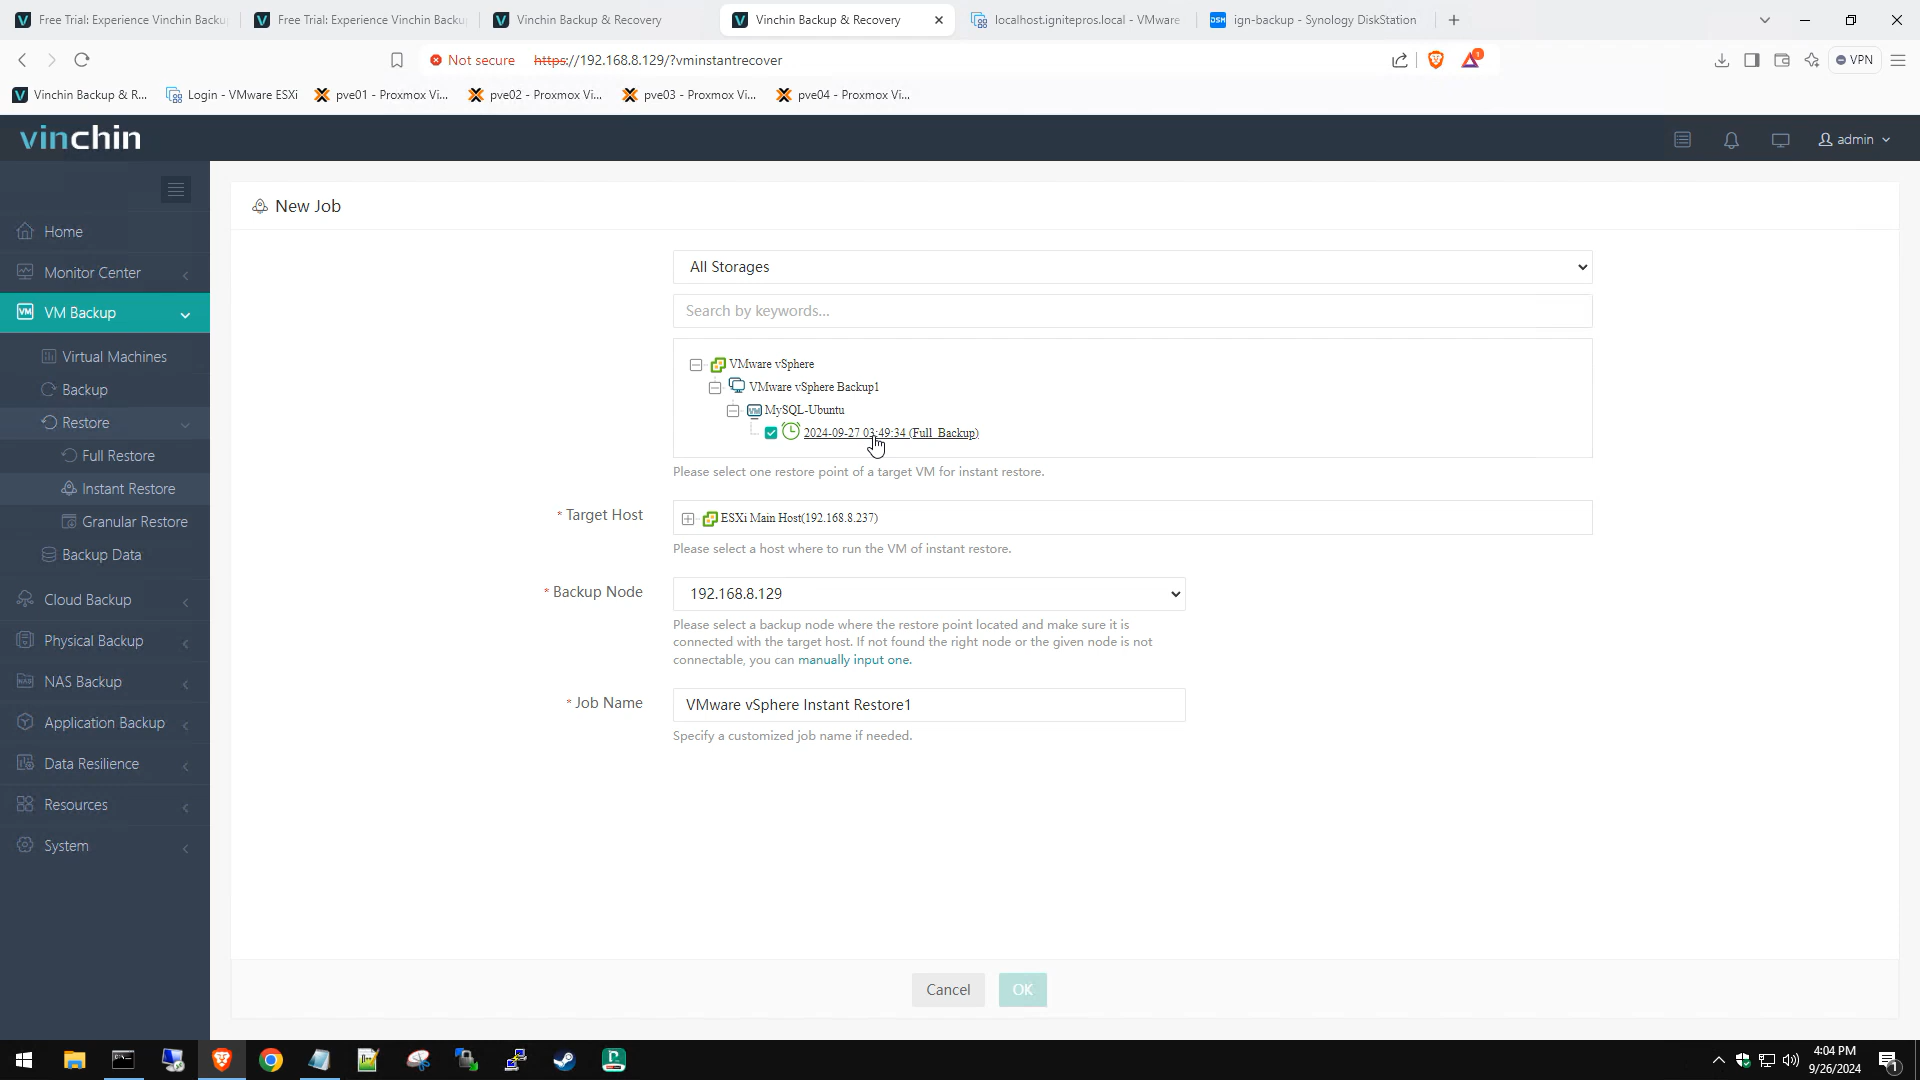 Free Trial: Experience Vinchin Backu
Free Trial: Experience Vinchin Backu
Vinchin Backup & Recovery
Vinchin Backup & Recovery
localhost.ignitepros.local - VMware
DSM
ign-backup - Synology DiskStation
Not secure
https://192.168.8.129/?vminstantrecover
1
VPN
Vinchin Backup & R...
Login - VMware ESXi
pve01 - Proxmox Vi...
pve02 - Proxmox Vi...
pve03 - Proxmox Vi...
pve04 - Proxmox Vi...
vinchin
admin
New Job
Home
Monitor Center
VM Backup
Virtual Machines
Backup
Restore
Full Restore
Instant Restore
Granular Restore
Backup Data
Cloud Backup
Physical Backup
NAS Backup
Application Backup
Data Resilience
Resources
System
All Storages
Search by keywords...
VMware vSphere
VMware vSphere Backup1
MySQL-Ubuntu
2024-09-27 03:49:34 (Full Backup)
Please select one restore point of a target VM for instant restore.
* Target Host
ESXi Main Host(192.168.8.237)
Please select a host where to run the VM of instant restore.
* Backup Node
192.168.8.129
Please select a backup node where the restore point located and make sure it is
connected with the target host. If not found the right node or the given node is not
connectable, you can manually input one.
* Job Name
VMware vSphere Instant Restore1
Specify a customized job name if needed.
Cancel
OK
4:04 PM
9/26/2024
1